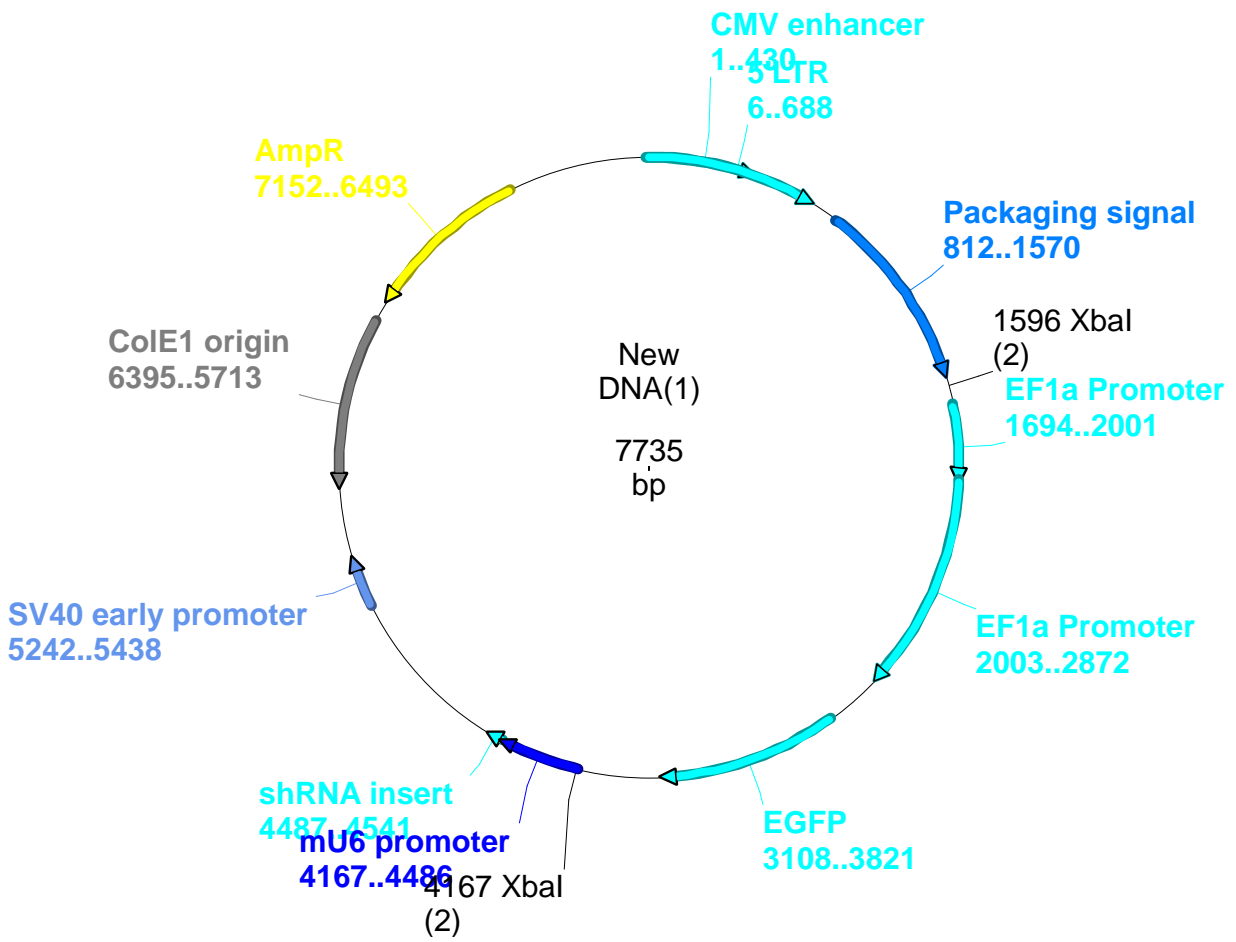 CMV enhancer
1..430
5 LTR
6..688
AmpR
7152..6493
Packaging signal
812..1570
1596 XbaI
(2)
EF1a Promoter
1694..2001
ColE1 origin
6395..5713
New
DNA(1)
7735
bp
EF1a Promoter
2003..2872
SV40 early promoter
5242..5438
shRNA insert
4487..4541
mU6 promoter
4167..4486
EGFP
3108..3821
4167 XbaI
(2)